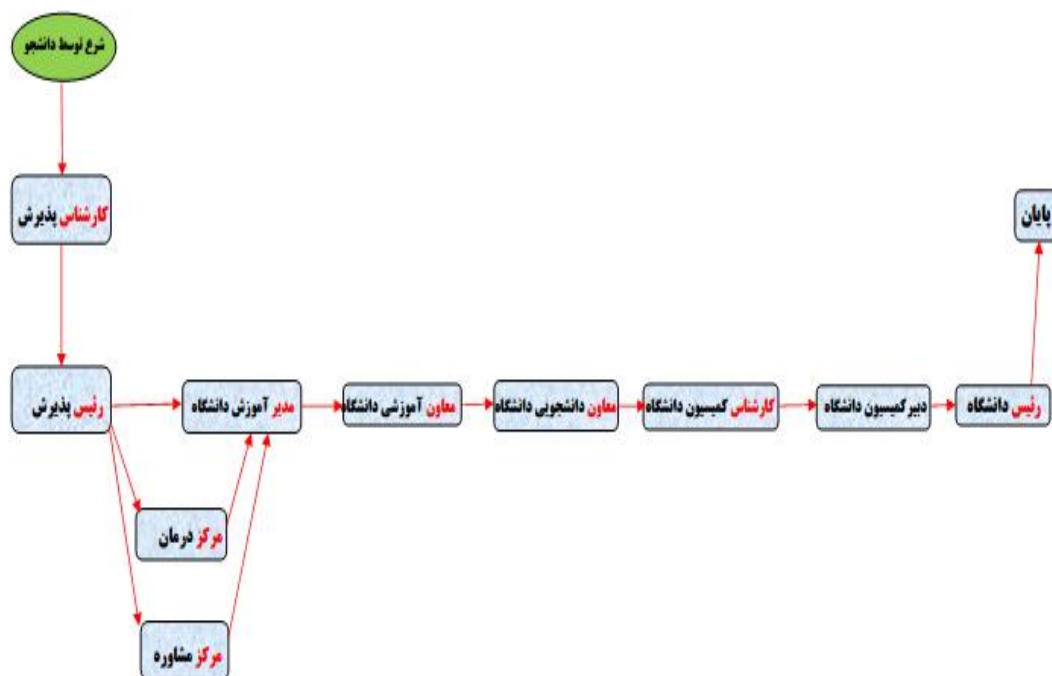 شرع توسط دانشجو
کارشناس پذیرش
پایان
رئیس پذیرش
مدیر آموزش دانشگاه
معاون آموزشی دانشگاه
معاون دانشجویی دانشگاه
کارشناس کمیسیون دانشگاه
دبیر کمیسیون دانشگاه
رئیس دانشگاه
مرکز درمان
مرکز مشاوره